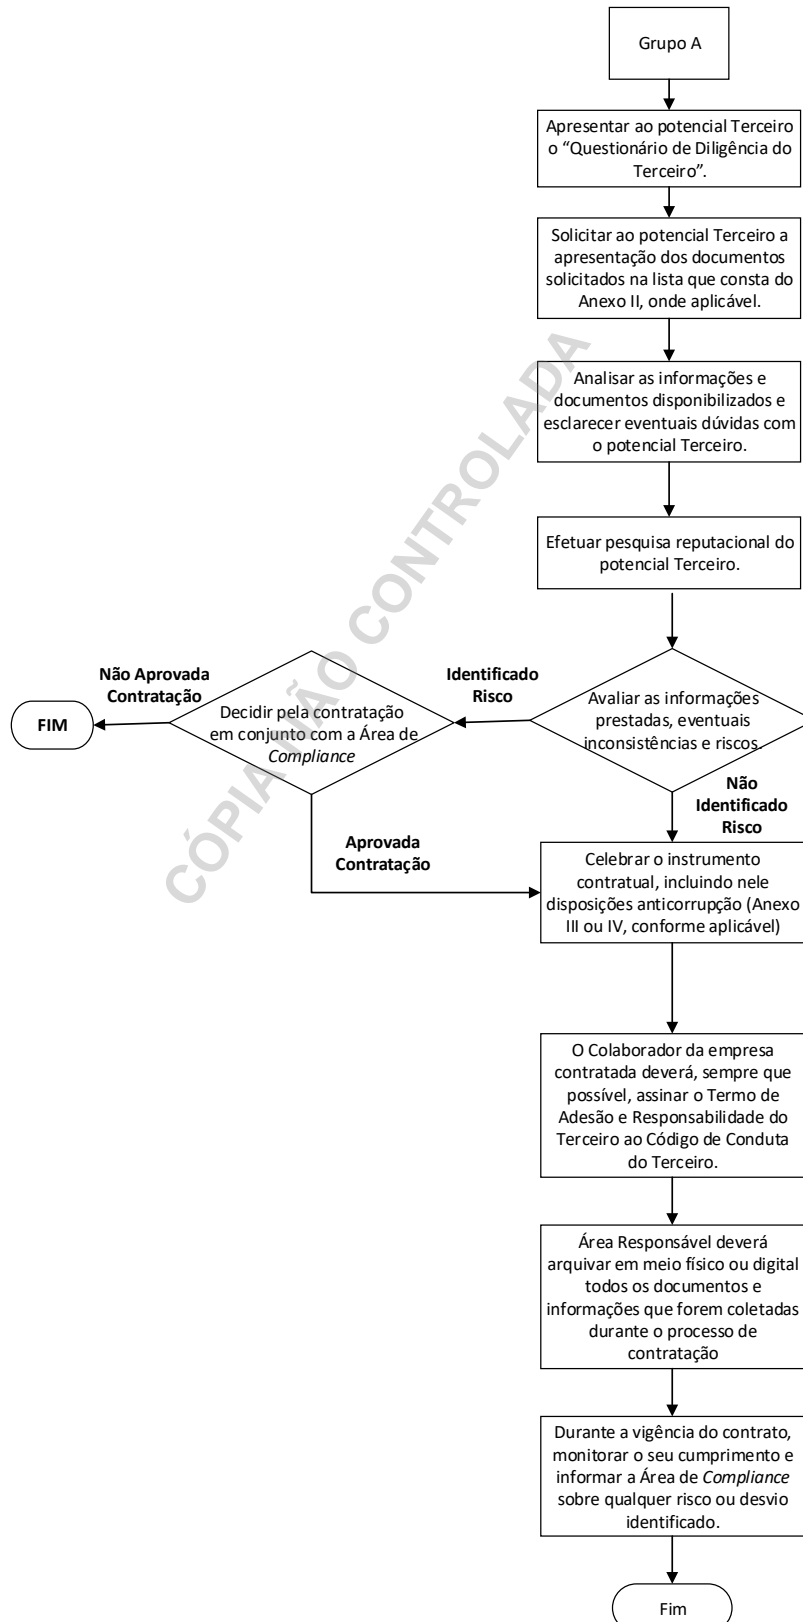 Grupo A
Apresentar ao potencial Terceiro
o “Questionário de Diligência do
Terceiro”.
Solicitar ao potencial Terceiro a
apresentação dos documentos
solicitados na lista que consta do
Anexo II, onde aplicável.
Analisar as informações e
documentos disponibilizados e
esclarecer eventuais dúvidas com
o potencial Terceiro.
Efetuar pesquisa reputacional do
potencial Terceiro.
Avaliar as informações
prestadas, eventuais
inconsistências e riscos.
Identificado
Risco
Decidir pela contratação
em conjunto com a Área de
Compliance
Não Aprovada
Contratação
FIM
Aprovada
Contratação
Não
Identificado
Risco
Celebrar o instrumento
contratual, incluindo nele
disposições anticorrupção (Anexo
III ou IV, conforme aplicável)
O Colaborador da empresa
contratada deverá, sempre que
possível, assinar o Termo de
Adesão e Responsabilidade do
Terceiro ao Código de Conduta
do Terceiro.
Área Responsável deverá
arquivar em meio físico ou digital
todos os documentos e
informações que forem coletadas
durante o processo de
contratação
Durante a vigência do contrato,
monitorar o seu cumprimento e
informar a Área de Compliance
sobre qualquer risco ou desvio
identificado.
Fim
CÓPIA NÃO CONTROLADA